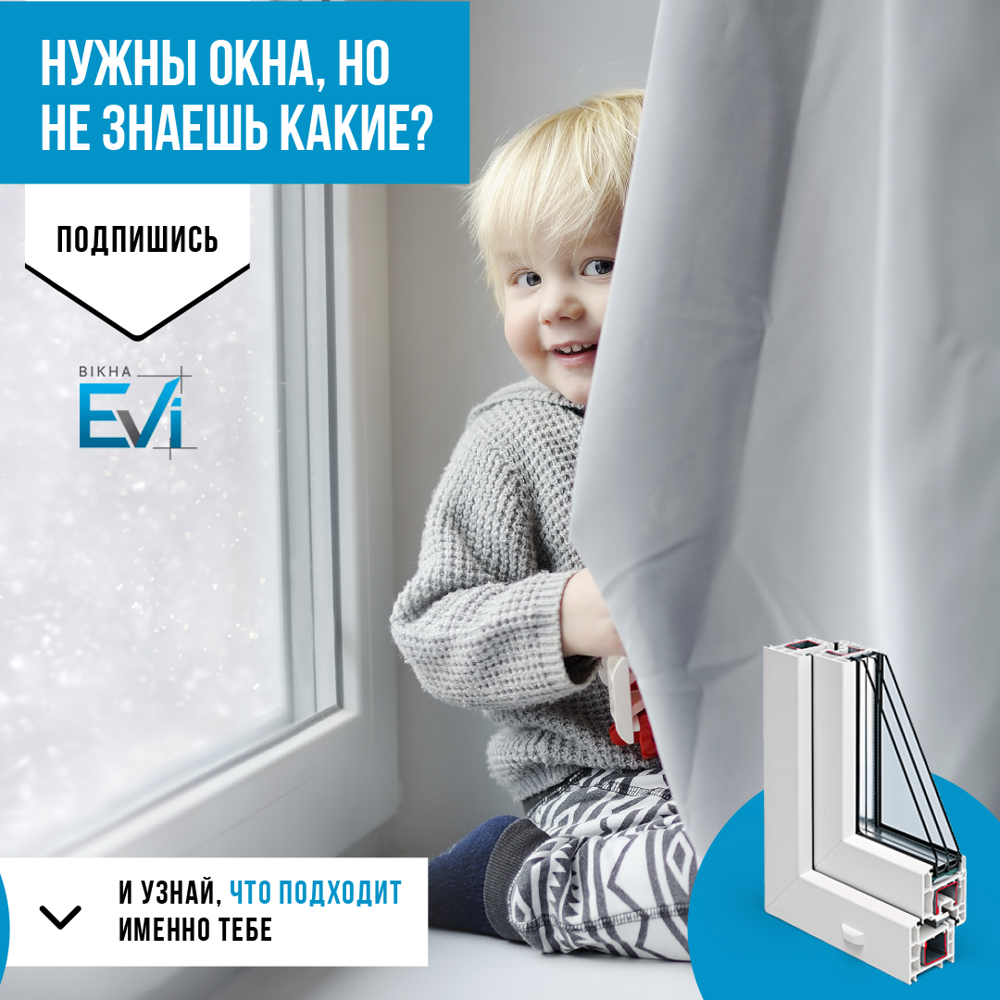 НУЖНЫ ОКНА, НО
НЕ ЗНАЕШЬ КАКИЕ?
ПОДПИШИСЬ
ВІКНА
EVi
И УЗНАЙ, ЧТО ПОДХОДИТ
ИМЕННО ТЕБЕ